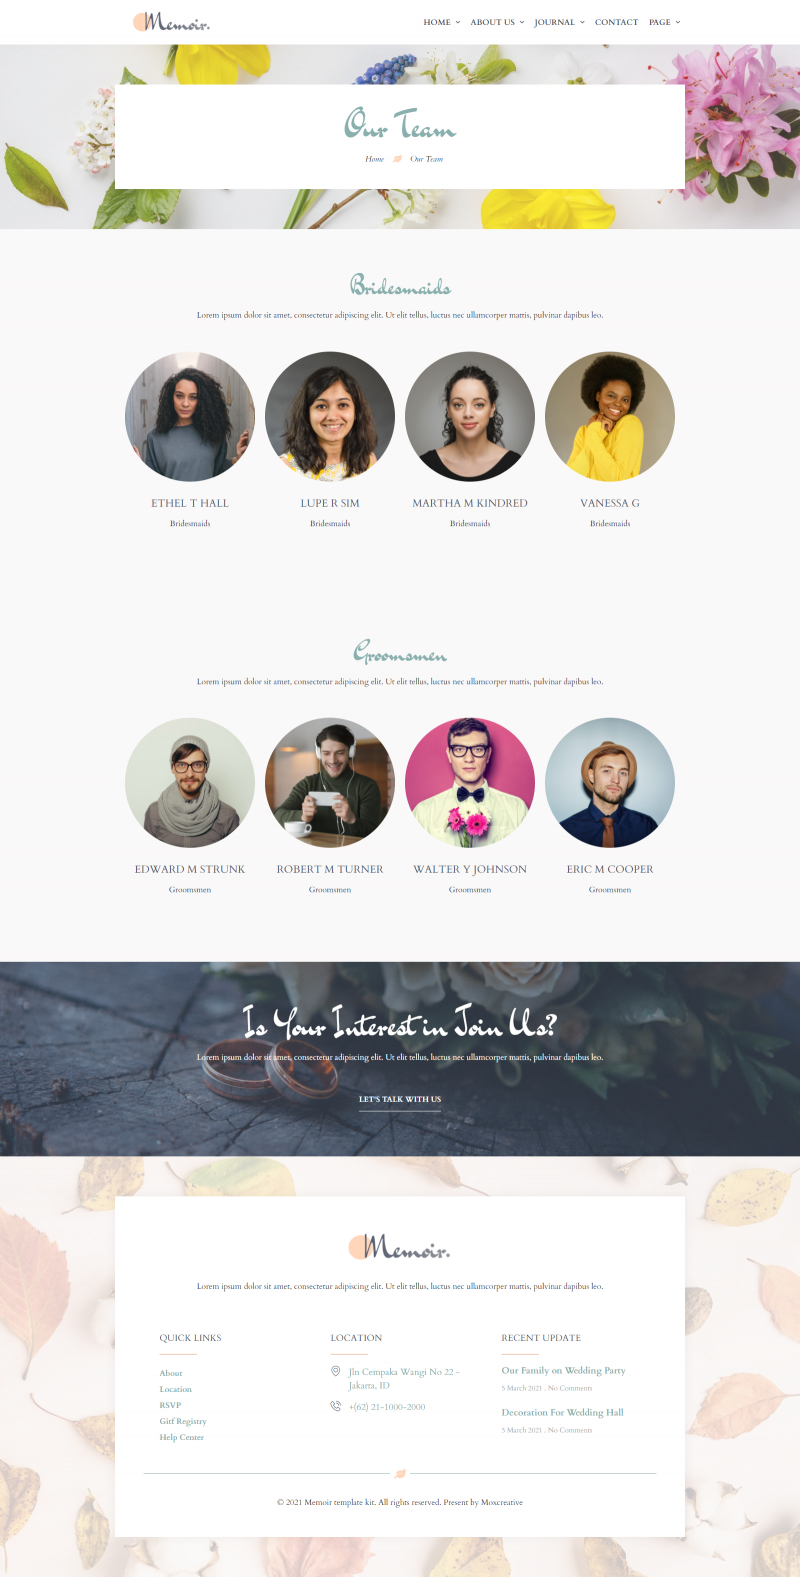 Memoir.
HOME ABOUT US JOURNAL CONTACT PAGE
Our Team
Home Our Team
Bridesmaids
Lorem ipsum dolor sit amet, consectetur adipiscing elit. Ut elit tellus, luctus nec ullamcorper mattis, pulvinar dapibus leo.
ETHEL T HALL
Bridesmaids
LUPE R SIM
Bridesmaids
MARTHA M KINDRED
Bridesmaids
VANESSA G
Bridesmaids
Groomsmen
Lorem ipsum dolor sit amet, consectetur adipiscing elit. Ut elit tellus, luctus nec ullamcorper mattis, pulvinar dapibus leo.
EDWARD M STRUNK
Groomsmen
ROBERT M TURNER
Groomsmen
WALTER Y JOHNSON
Groomsmen
ERIC M COOPER
Groomsmen
Is Your Interest in Join Us?
Lorem ipsum dolor sit amet, consectetur adipiscing elit. Ut elit tellus, luctus nec ullamcorper mattis, pulvinar dapibus leo.
LET'S TALK WITH US
Memoir.
Lorem ipsum dolor sit amet, consectetur adipiscing elit. Ut elit tellus, luctus nec ullamcorper mattis, pulvinar dapibus leo.
QUICK LINKS
About
Location
RSVP
Gitf Registry
Help Center
LOCATION
Jln Cempaka Wangi No 22 -
Jakarta, ID
+(62) 21-1000-2000
RECENT UPDATE
Our Family on Wedding Party
5 March 2021 . No Comments
Decoration For Wedding Hall
5 March 2021 . No Comments
© 2021 Memoir template kit. All rights reserved. Present by Moxcreative